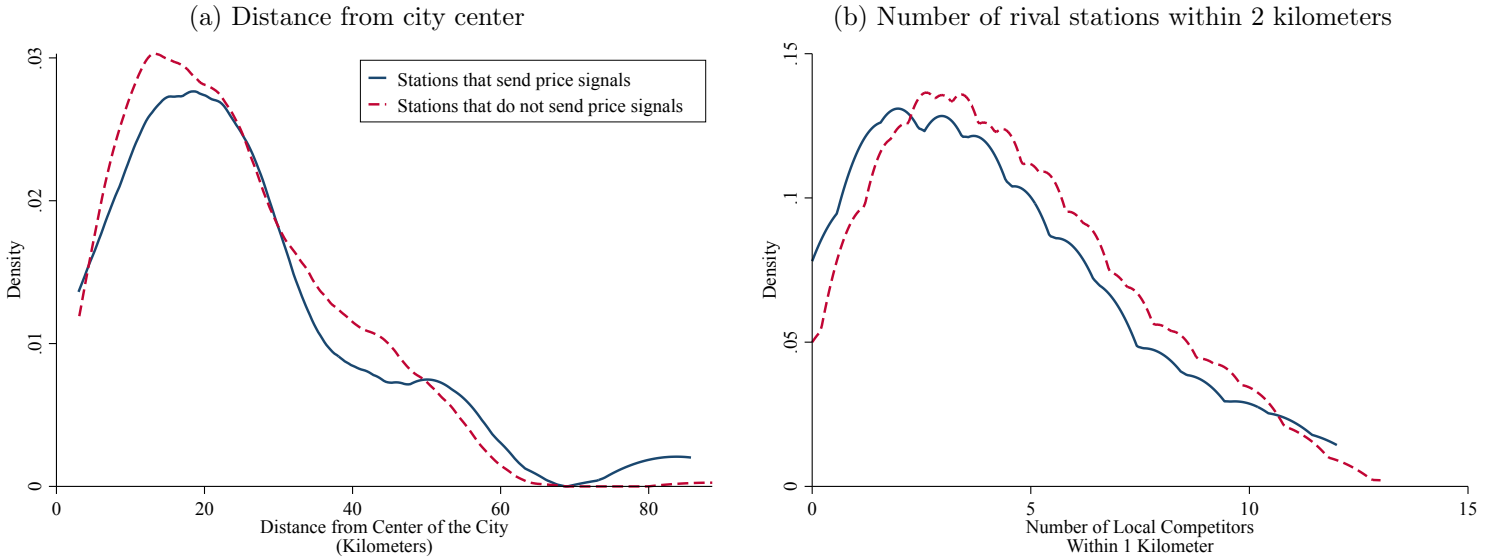 (a) Distance from city center
.03
.02
.01
0
Density
Stations that send price signals
Stations that do not send price signals
0 20 40 60 80
Distance from Center of the City
(Kilometers)
(b) Number of rival stations within 2 kilometers
.15
.1
.05
0
Density
0 5 10 15
Number of Local Competitors
Within 1 Kilometer